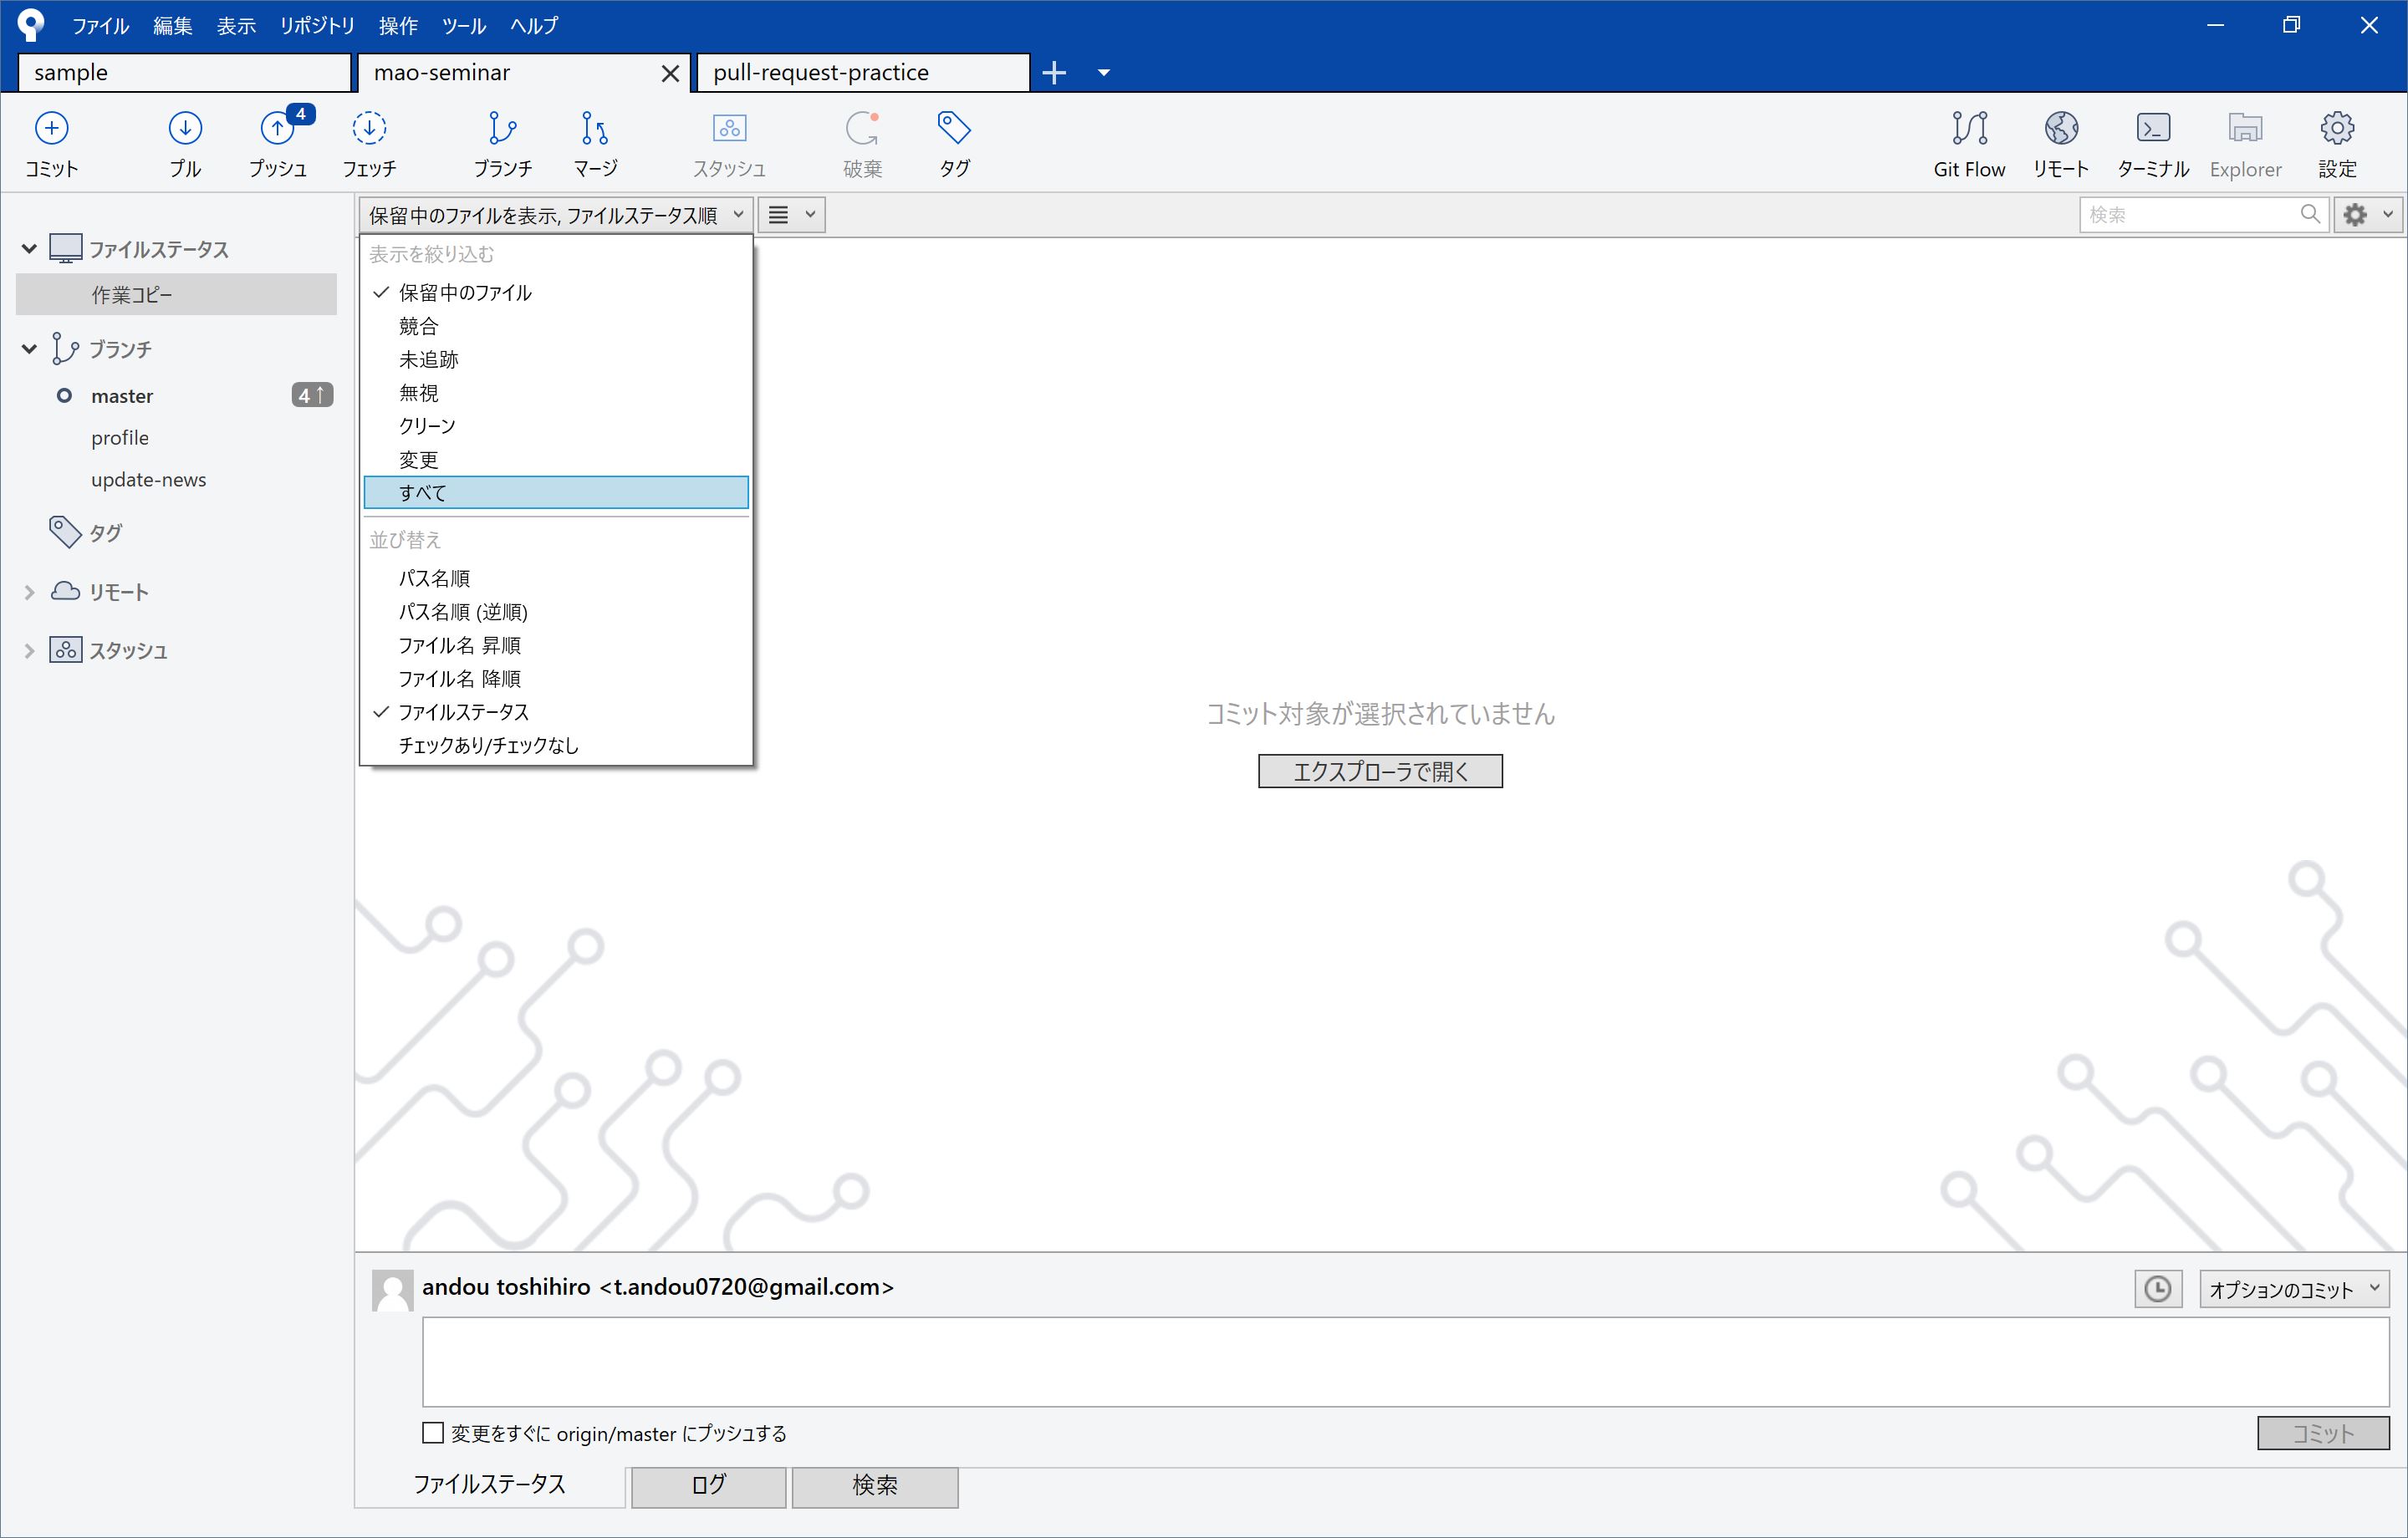 ファイル 編集 表示 リポジトリ 操作 ツール ヘルプ
sample mao-seminar pull-request-practice
4
コミット プル プッシュ フェッチ ブランチ マージ スタッシュ 破棄 タグ Git Flow リモート ターミナル Explorer 設定
保留中のファイルを表示, ファイルステータス順 検索
ファイルステータス
作業コピー
ブランチ
master 4↑
profile
update-news
タグ
リモート
スタッシュ
表示を絞り込む
保留中のファイル
競合
未追跡
無視
クリーン
変更
すべて
並び替え
パス名順
パス名順 (逆順)
ファイル名 昇順
ファイル名 降順
ファイルステータス
チェックあり/チェックなし
コミット対象が選択されていません
エクスプローラで開く
andou toshihiro <t.andou0720@gmail.com>
オプションのコミット
変更をすぐに origin/master にプッシュする
コミット
ファイルステータス ログ 検索